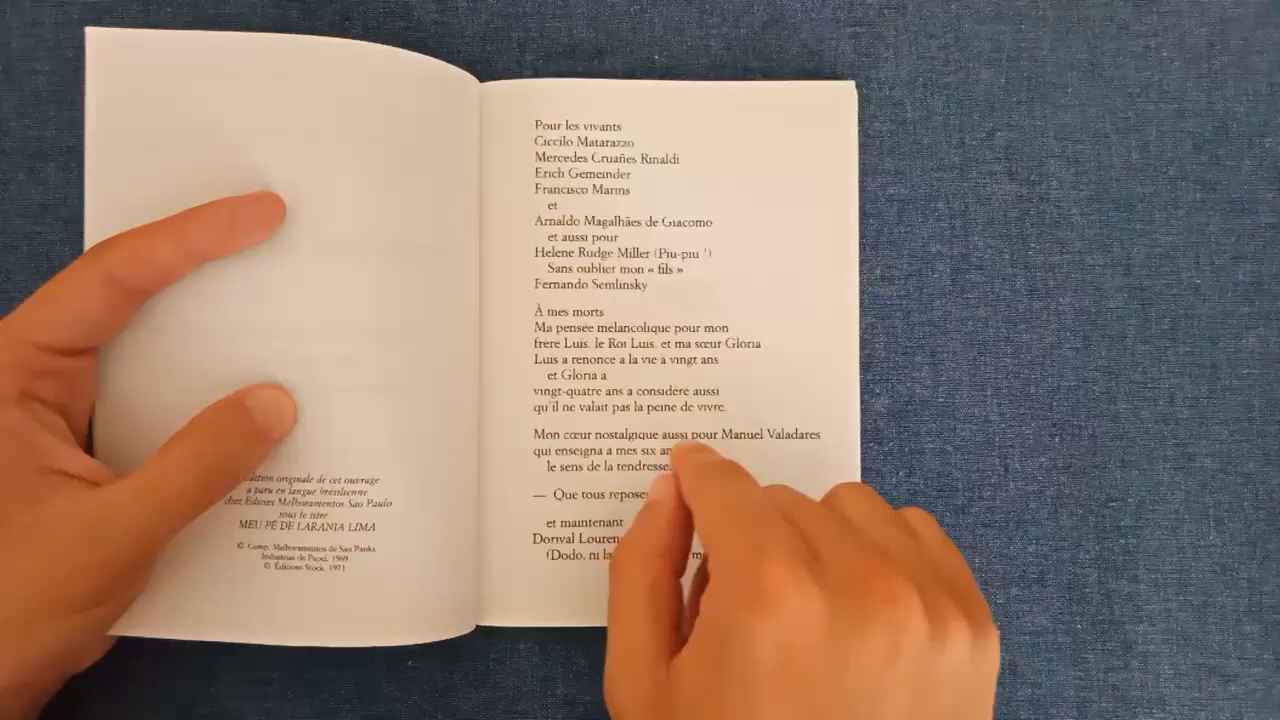 édition originale de cet ouvrage
a paru en langue brésilienne
chez Edizes Melhoramentos Sao Paulo
sous le titre
MEU PÉ DE LARANJA LIMA
© Comp. Melhoramentos de Sao Paulo,
Industrias de Papel, 1969
© Éditions Stock, 1971
Pour les vivants
Ciccilo Matarazzo
Mercedes Cruañes Rinaldi
Erich Gemeinder
Francisco Marins
et
Arnaldo Magalhães de Giacomo
et aussi pour
Helene Rudge Miller (Piu-piu !)
Sans oublier mon « fils »
Fernando Semlinsky
À mes morts
Ma pensée mélancolique pour mon
frère Luis, le Roi Luis, et ma sœur Gloria
Luis a renoncé à la vie à vingt ans
et Gloria à
vingt-quatre ans a considéré aussi
qu'il ne valait pas la peine de vivre.
Mon cœur nostalgique aussi pour Manuel Valadares
qui enseigna à mes six
le sens de la tendresse.
— Que tous
et maintenant
Dorival
(Dodo, ni